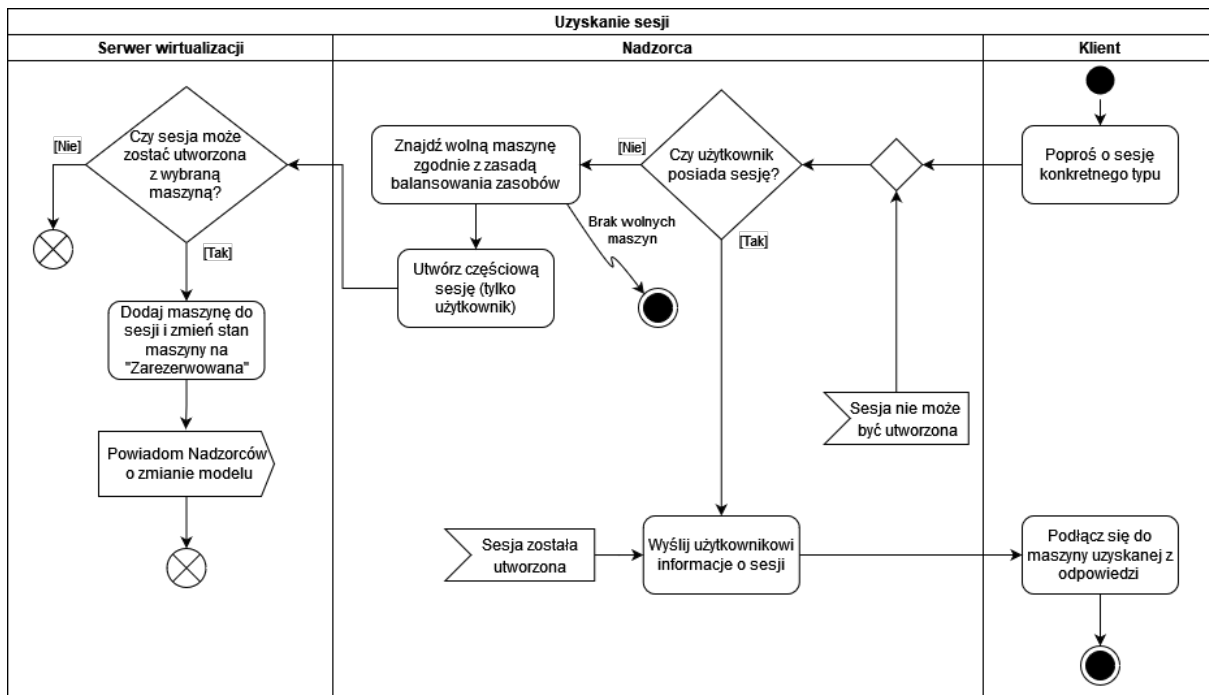 Uzyskanie sesji
Serwer wirtualizacji
Nadzorca
Klient
Czy sesja może
zostać utworzona
z wybraną
maszyną?
[Nie]
[Tak]
Dodaj maszynę do
sesji i zmień stan
maszyny na
"Zarezerwowana"
Powiadom Nadzorców
o zmianie modelu
Znajdź wolną maszynę
zgodnie z zasadą
balansowania zasobów
Brak wolnych
maszyn
Utwórz częściową
sesję (tylko
użytkownik)
[Nie]
Czy użytkownik
posiada sesję?
[Tak]
Sesja nie może
być utworzona
Sesja została
utworzona
Wyślij użytkownikowi
informacje o sesji
Poproś o sesję
konkretnego typu
Podłącz się do
maszyny uzyskanej z
odpowiedzi